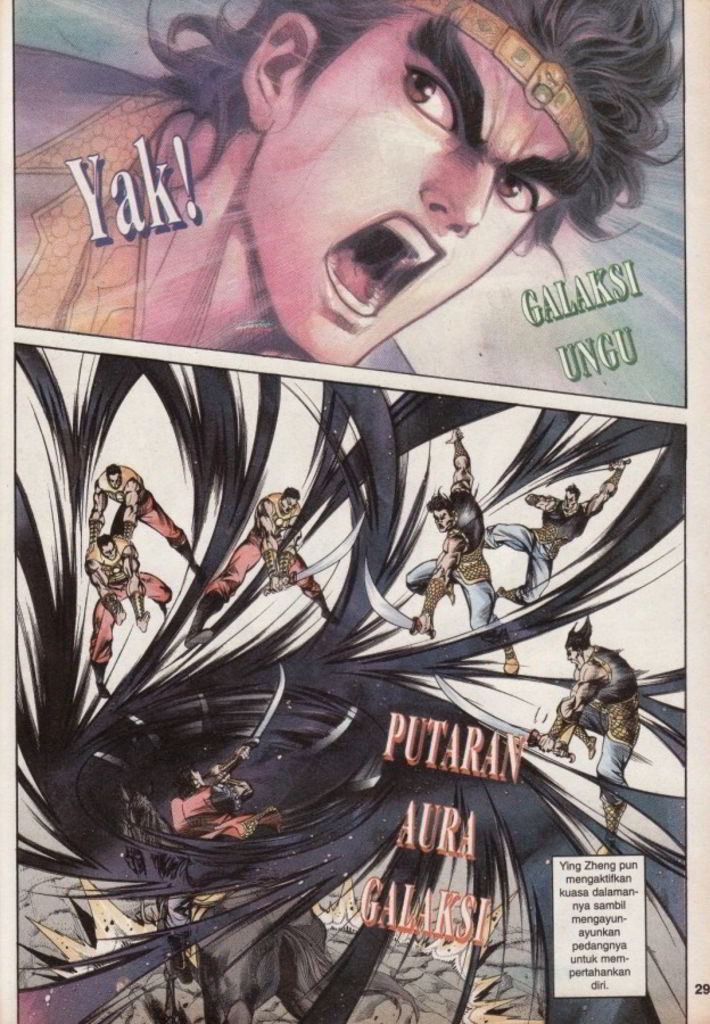 Yak!
GALAKSI
UNGU
PUTARAN
AURA
GALAKSI
Ying Zheng pun
mengaktifkan
kuasa dalaman-
nya sambil
mengayun-
ayunkan
pedangnya
untuk mem-
pertahankan
diri.
29